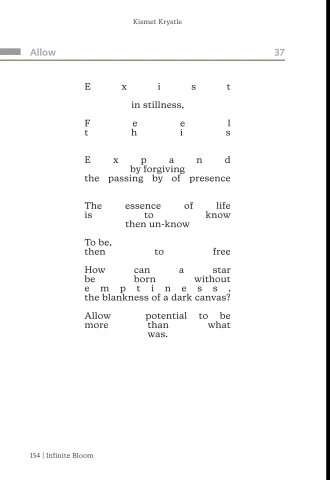 Kismet Krystle
Allow 37
E x i s t
in stillness,
F e e l
t h i s
E x p a n d
by forgiving
the passing by of presence
The essence of life
is to know
then un-know
To be,
then to free
How can a star
be born without
e m p t i n e s s ,
the blankness of a dark canvas?
Allow potential to be
more than what
was.
154 | Infinite Bloom